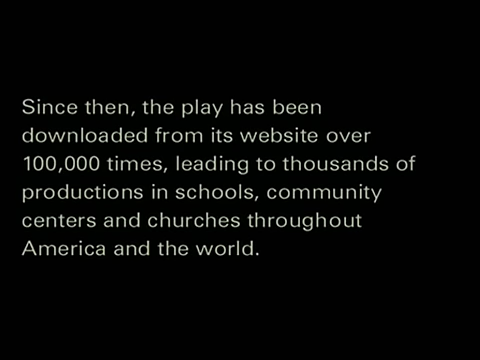 Since then, the play has been
downloaded from its website over
100,000 times, leading to thousands of
productions in schools, community
centers and churches throughout
America and the world.